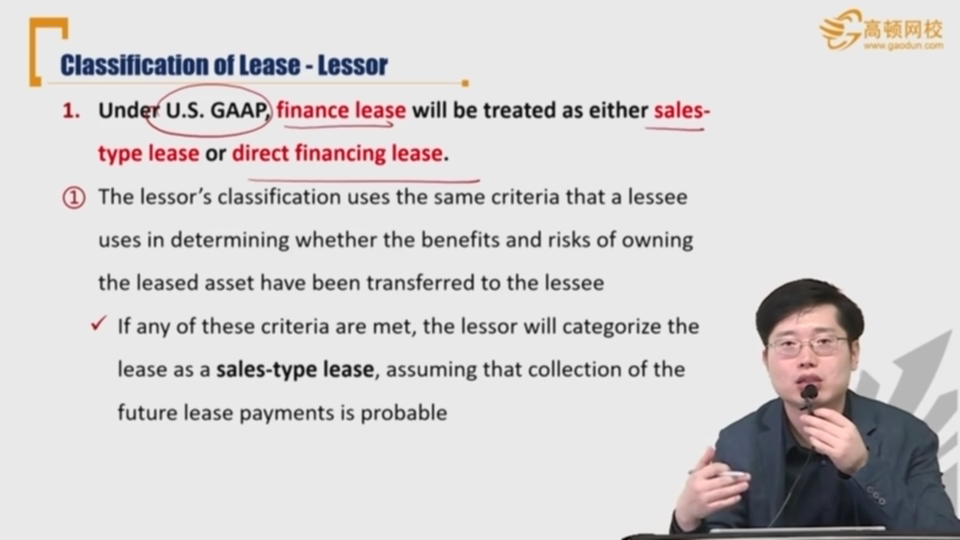 高顿网校
www.gaodun.com
Classification of Lease - Lessor
1. Under U.S. GAAP, finance lease will be treated as either sales-
type lease or direct financing lease.
① The lessor's classification uses the same criteria that a lessee
uses in determining whether the benefits and risks of owning
the leased asset have been transferred to the lessee
✓ If any of these criteria are met, the lessor will categorize the
lease as a sales-type lease, assuming that collection of the
future lease payments is probable